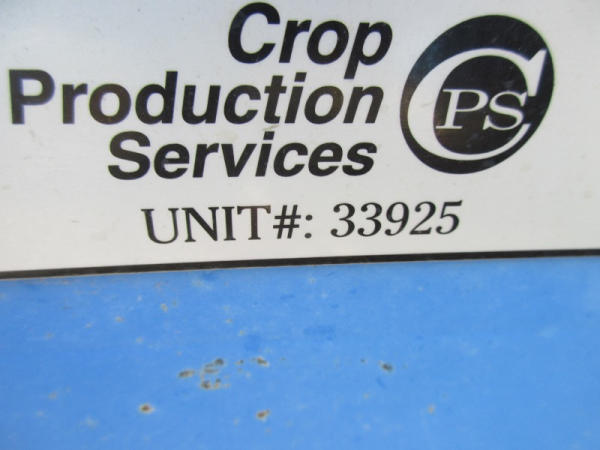 Crop
Production
Services
CPS
UNIT#: 33925